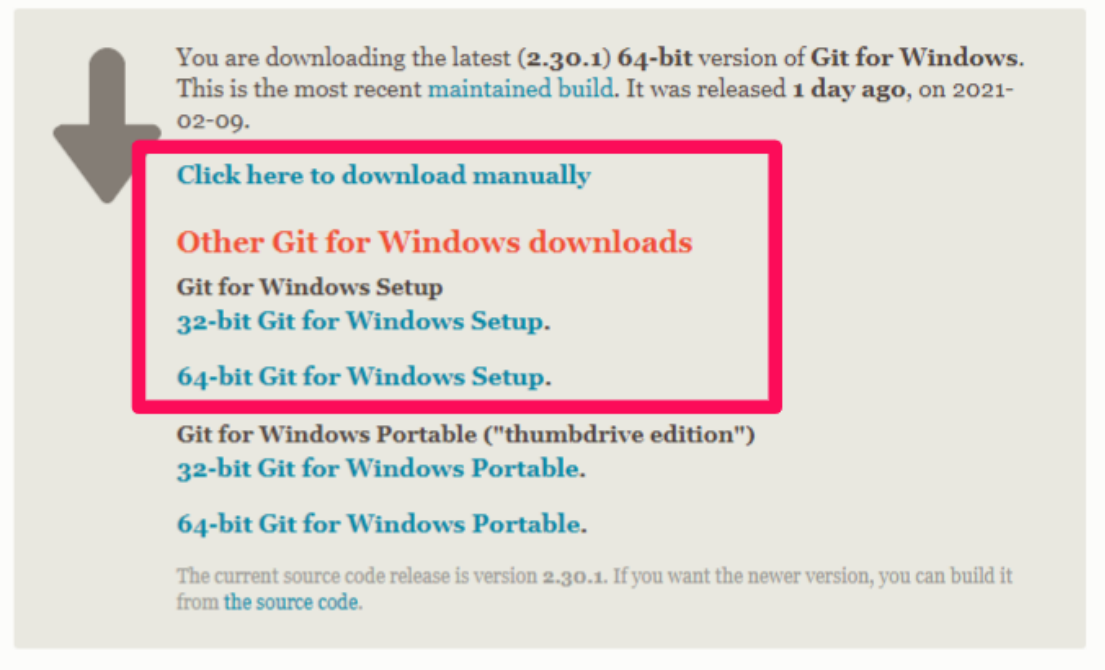 You are downloading the latest (2.30.1) 64-bit version of Git for Windows.
This is the most recent maintained build. It was released 1 day ago, on 2021-
02-09.
Click here to download manually
Other Git for Windows downloads
Git for Windows Setup
32-bit Git for Windows Setup.
64-bit Git for Windows Setup.
Git for Windows Portable ("thumbdrive edition")
32-bit Git for Windows Portable.
64-bit Git for Windows Portable.
The current source code release is version 2.30.1. If you want the newer version, you can build it
from the source code.